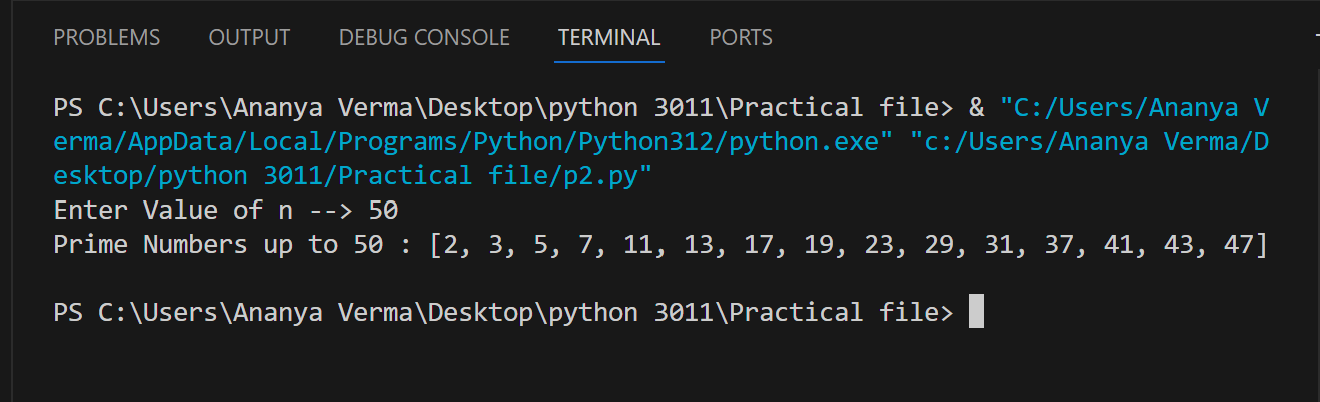 PROBLEMS OUTPUT DEBUG CONSOLE TERMINAL PORTS
PS C:\Users\Ananya Verma\Desktop\python 3011\Practical file> & "C:/Users/Ananya V
erma/AppData/Local/Programs/Python/Python312/python.exe" "c:/Users/Ananya Verma/D
esktop/python 3011/Practical file/p2.py"
Enter Value of n --> 50
Prime Numbers up to 50 : [2, 3, 5, 7, 11, 13, 17, 19, 23, 29, 31, 37, 41, 43, 47]
PS C:\Users\Ananya Verma\Desktop\python 3011\Practical file>